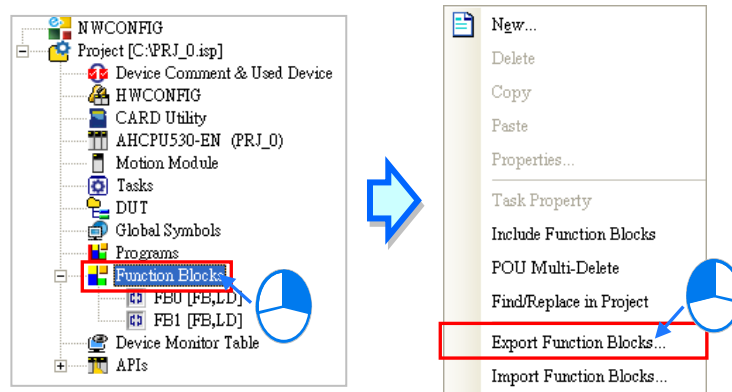 NWCONFIG
Project [C:\PRJ_0.isp]
Device Comment & Used Device
HWCONFIG
CARD Utility
AHCPU530-EN (PRJ_0)
Motion Module
Tasks
DUT
Global Symbols
Programs
Function Blocks
FB0 [FB,LD]
FB1 [FB,LD]
Device Monitor Table
APIs
New...
Delete
Copy
Paste
Properties...
Task Property
Include Function Blocks
POU Multi-Delete
Find/Replace in Project
Export Function Blocks...
Import Function Blocks...